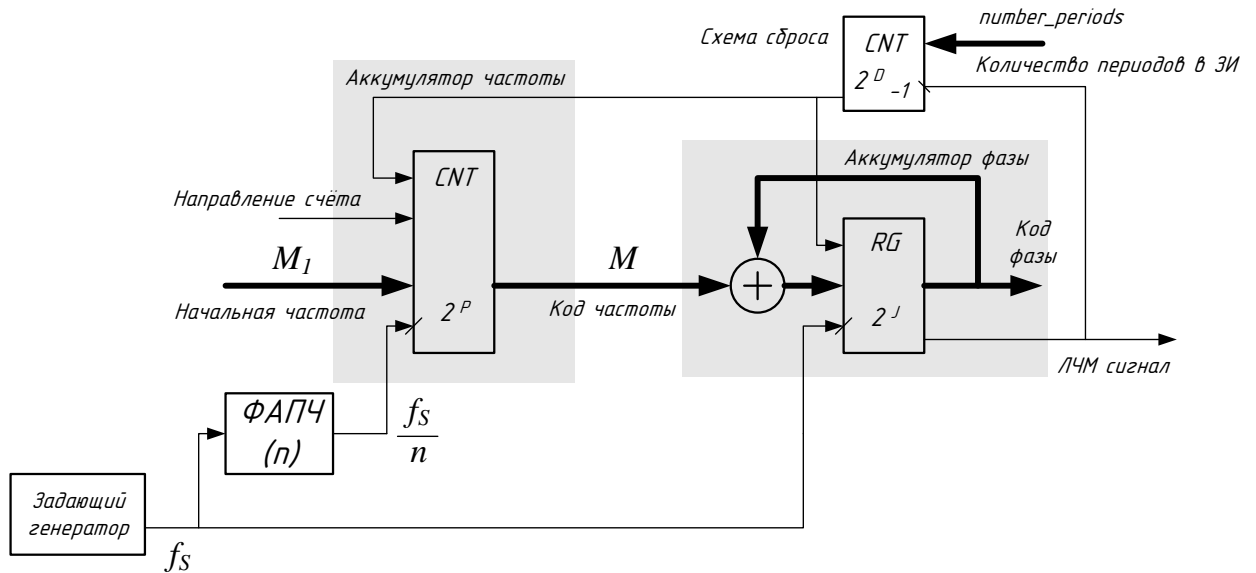 number_periods
Схема сброса
CNT
2 D -1
Количество периодов в ЗИ
Аккумулятор частоты
CNT
2 P
Направление счёта
M1
Начальная частота
M
Код частоты
Аккумулятор фазы
RG
2 J
+
Код
фазы
ЛЧМ сигнал
ФАПЧ
(n)
fS
n
Задающий
генератор
fS